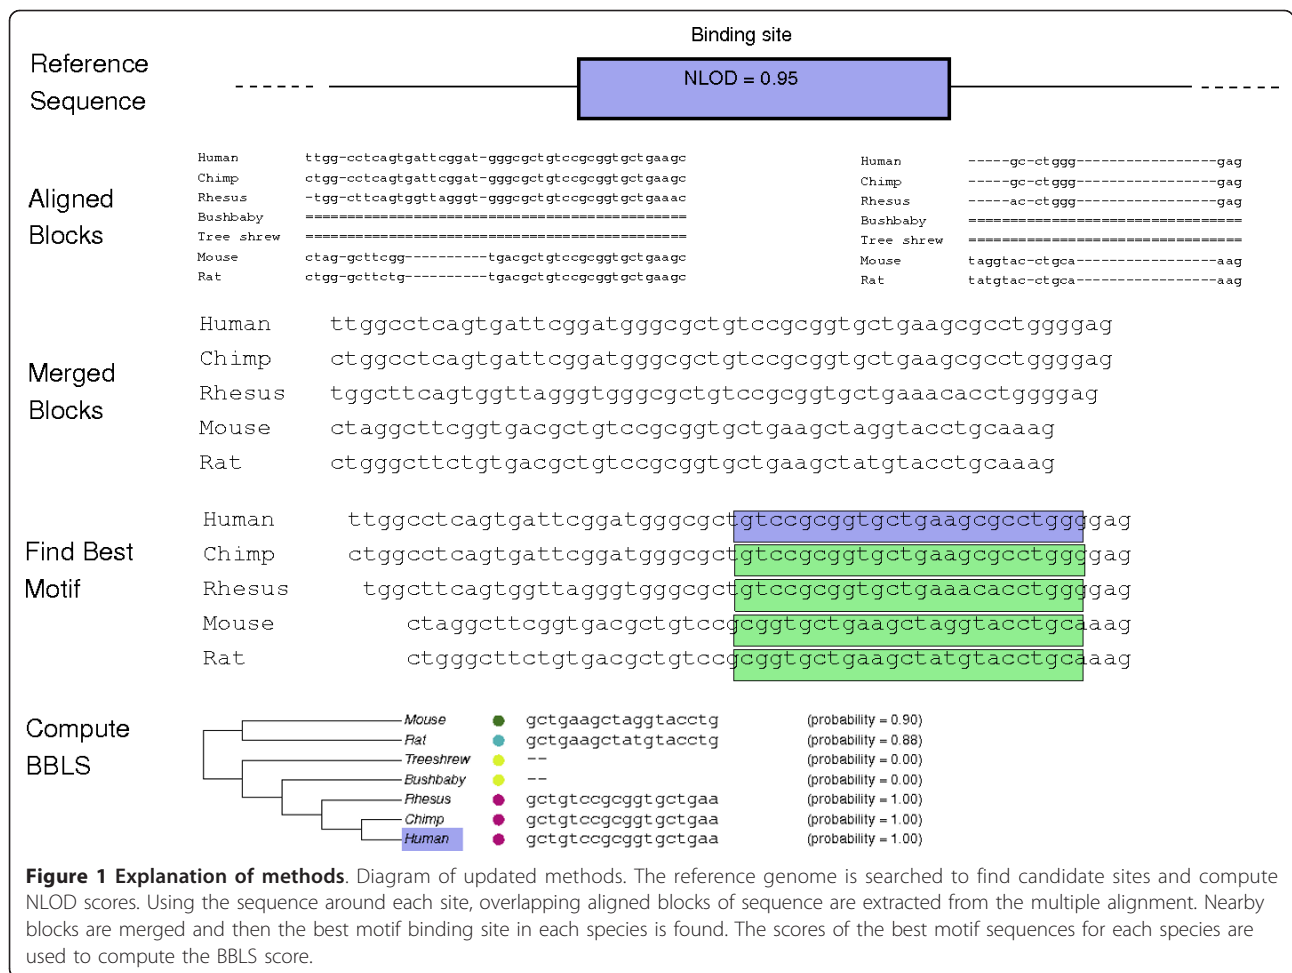 Binding site
Reference
Sequence
NLOD = 0.95
Aligned
Blocks
Human ttgg-cctcagtgattcggat-gggcgctgtccgcggtgctgaagc
Chimp ctgg-cctcagtgattcggat-gggcgctgtccgcggtgctgaagc
Rhesus -tgg-cttcagtggttagggt-gggcgctgtccgcggtgctgaaac
Bushbaby ==============================================
Tree shrew ==============================================
Mouse ctag-gcttcgg----------tgacgctgtccgcggtgctgaagc
Rat ctgg-gcttctg----------tgacgctgtccgcggtgctgaagc
Human -----gc-ctggg-----------------gag
Chimp -----gc-ctggg-----------------gag
Rhesus -----ac-ctggg-----------------gag
Bushbaby =================================
Tree shrew =================================
Mouse taggtac-ctgca-----------------aag
Rat tatgtac-ctgca-----------------aag
Merged
Blocks
Human ttggcctcagtgattcggatgggcgctgtccgcggtgctgaagcgcctggggag
Chimp ctggcctcagtgattcggatgggcgctgtccgcggtgctgaagcgcctggggag
Rhesus tggcttcagtggttagggtgggcgctgtccgcggtgctgaaacacctggggag
Mouse ctaggcttcggtgacgctgtccgcggtgctgaagctaggtacctgcaaag
Rat ctgggcttctgtgacgctgtccgcggtgctgaagctatgtacctgcaaag
Find Best
Motif
Human ttggcctcagtgattcggatgggcgctgtccgcggtgctgaagcgcctggggag
Chimp ctggcctcagtgattcggatgggcgctgtccgcggtgctgaagcgcctggggag
Rhesus tggcttcagtggttagggtgggcgctgtccgcggtgctgaaacacctggggag
Mouse ctaggcttcggtgacgctgtccgcggtgctgaagctaggtacctgcaaag
Rat ctgggcttctgtgacgctgtccgcggtgctgaagctatgtacctgcaaag
Compute
BBLS
Mouse gctgaagctaggtacctg (probability = 0.90)
Rat gctgaagctatgtacctg (probability = 0.88)
Treeshrew -- (probability = 0.00)
Bushbaby -- (probability = 0.00)
Rhesus gctgtccgcggtgctgaa (probability = 1.00)
Chimp gctgtccgcggtgctgaa (probability = 1.00)
Human gctgtccgcggtgctgaa (probability = 1.00)
Figure 1 Explanation of methods. Diagram of updated methods. The reference genome is searched to find candidate sites and compute
NLOD scores. Using the sequence around each site, overlapping aligned blocks of sequence are extracted from the multiple alignment. Nearby
blocks are merged and then the best motif binding site in each species is found. The scores of the best motif sequences for each species are
used to compute the BBLS score.